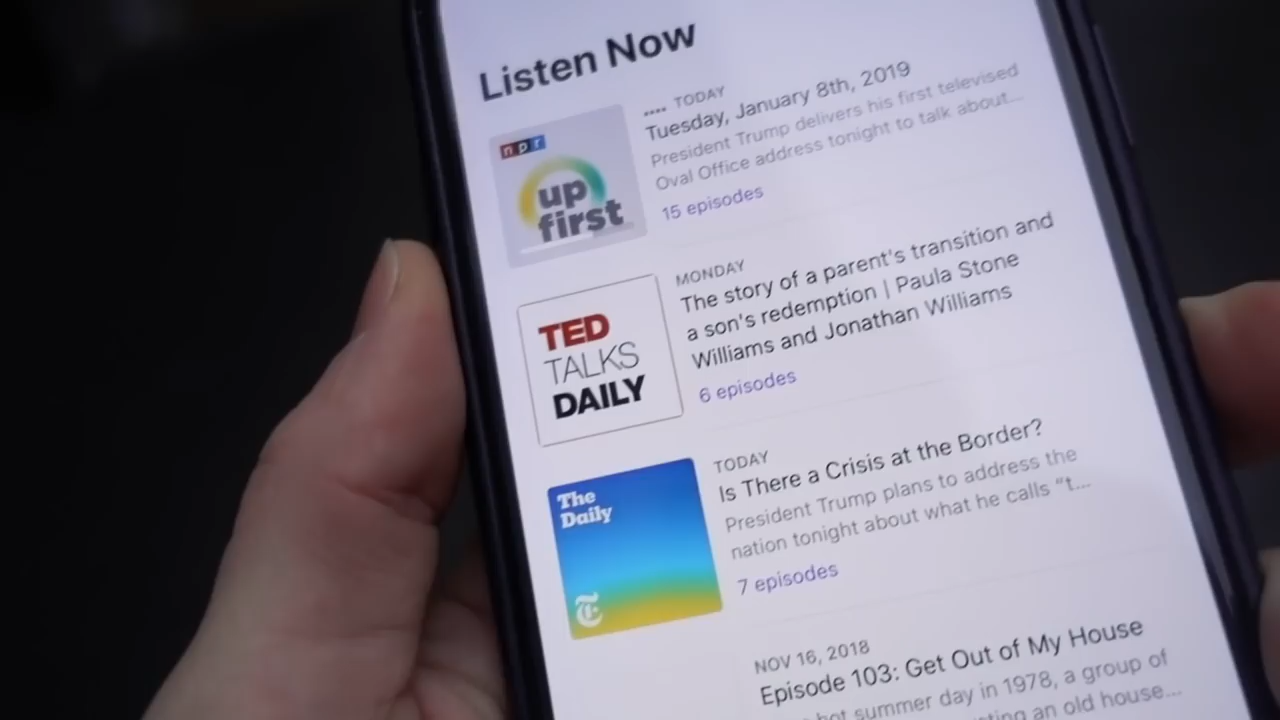 Listen Now
TODAY
Tuesday, January 8th, 2019
President Trump delivers his first televised
Oval Office address tonight to talk about...
15 episodes
npr
up
first
MONDAY
The story of a parent's transition and
a son's redemption | Paula Stone
Williams and Jonathan Williams
6 episodes
TED
TALKS
DAILY
TODAY
Is There a Crisis at the Border?
President Trump plans to address the
nation tonight about what he calls “t...
7 episodes
The
Daily
T
NOV 16, 2018
Episode 103: Get Out of My House
hot summer day in 1978, a group of
an old house...